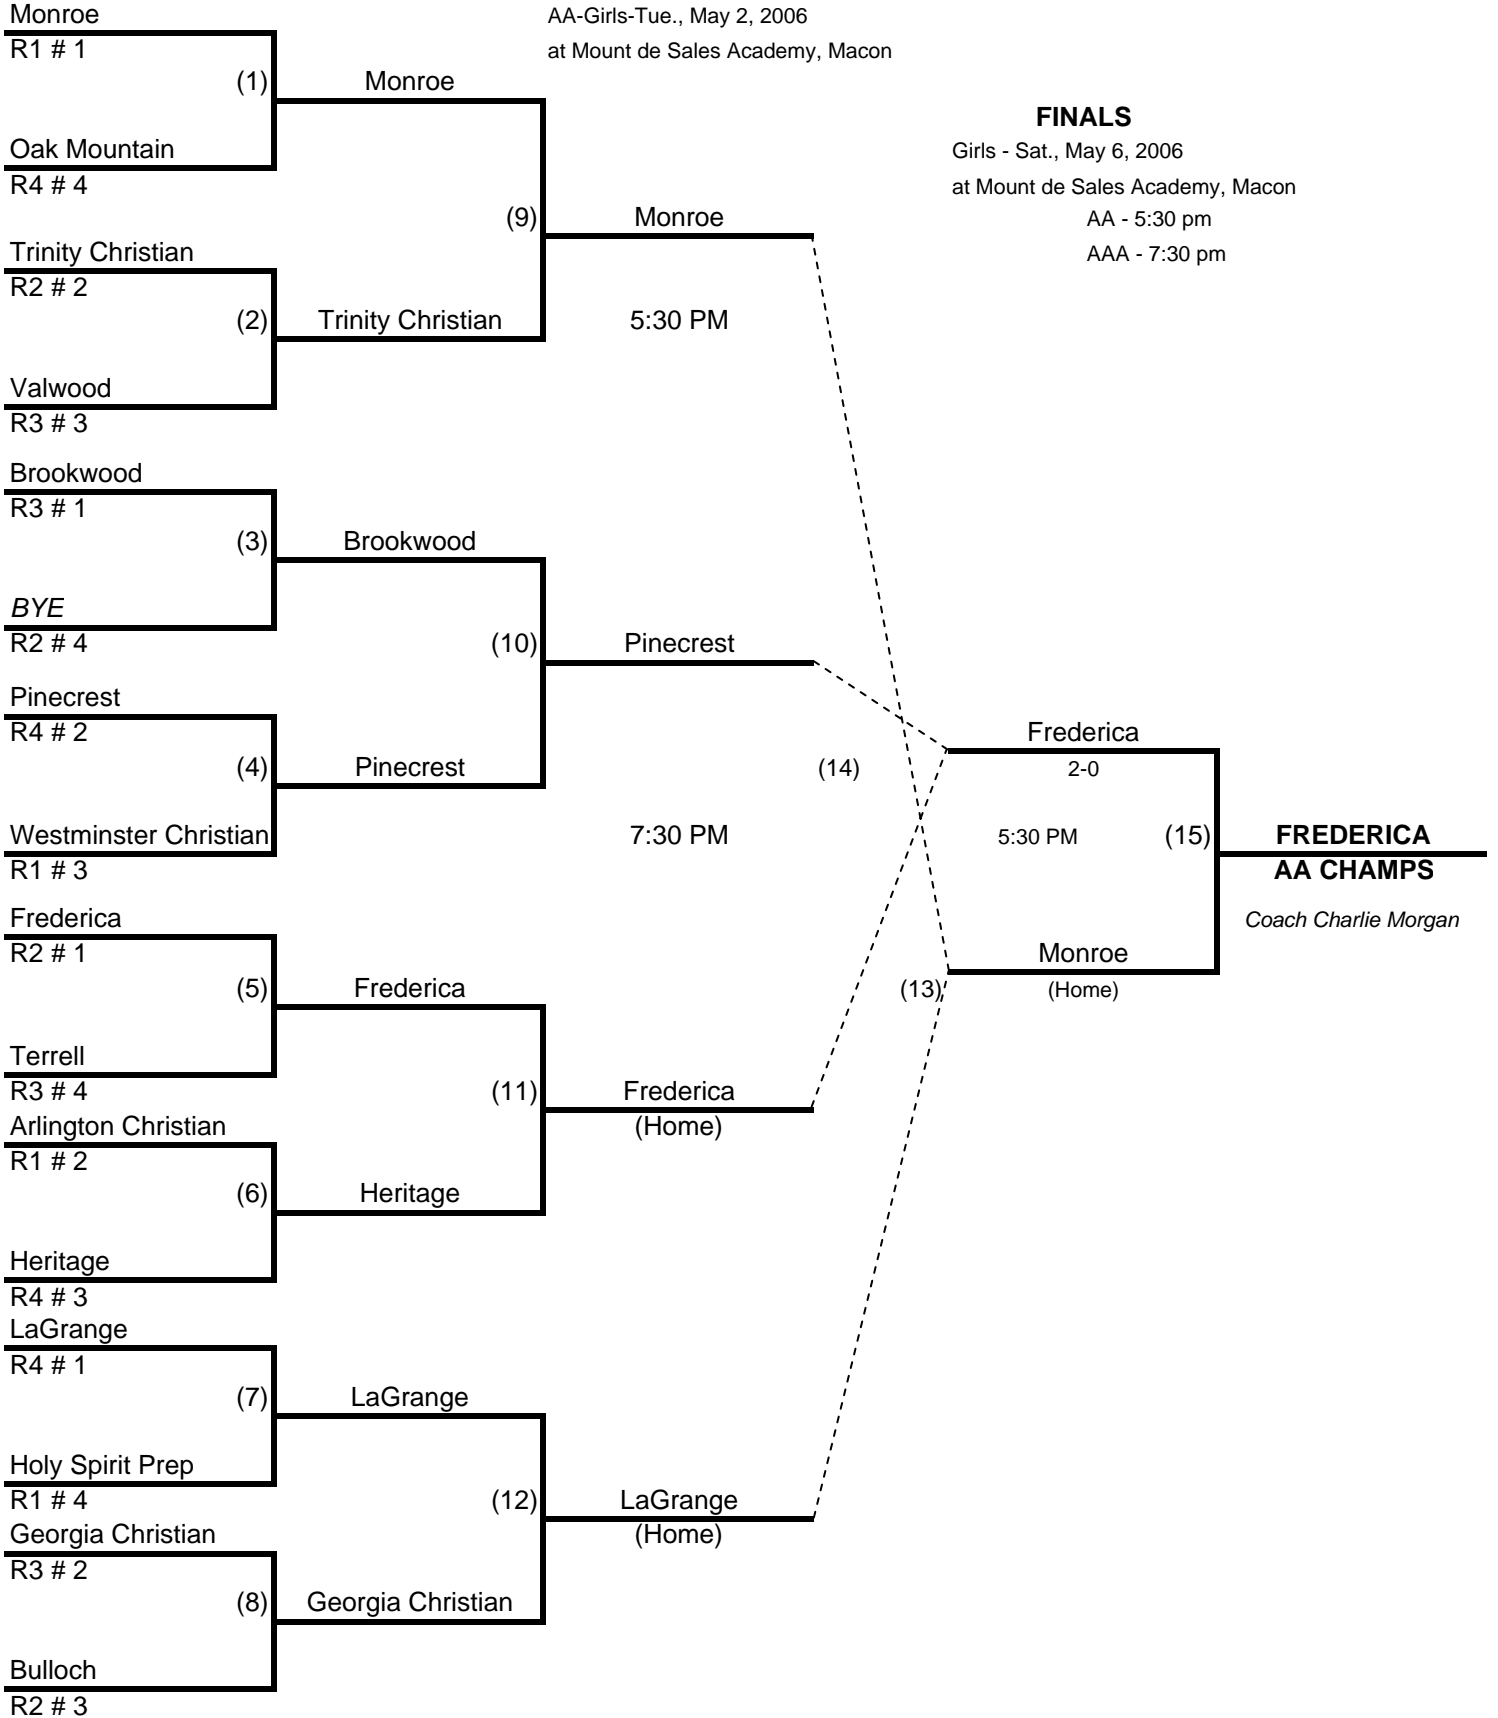 Monroe
R1 # 1
(1)
Oak Mountain
R4 # 4
Trinity Christian
R2 # 2
(2)
Valwood
R3 # 3
Brookwood
R3 # 1
(3)
BYE
R2 # 4
Pinecrest
R4 # 2
(4)
Westminster Christian
R1 # 3
Frederica
R2 # 1
(5)
Terrell
R3 # 4
Arlington Christian
R1 # 2
(6)
Heritage
R4 # 3
LaGrange
R4 # 1
(7)
Holy Spirit Prep
R1 # 4
Georgia Christian
R3 # 2
(8)
Bulloch
R2 # 3
Monroe
(9)
Trinity Christian
Brookwood
(10)
Pinecrest
Frederica
(11)
Heritage
LaGrange
(12)
Georgia Christian
AA-Girls-Tue., May 2, 2006
at Mount de Sales Academy, Macon
Monroe
5:30 PM
Pinecrest
7:30 PM
Frederica
(Home)
LaGrange
(Home)
(14)
(13)
FINALS
Girls - Sat., May 6, 2006
at Mount de Sales Academy, Macon
AA - 5:30 pm
AAA - 7:30 pm
Frederica
2-0
5:30 PM
(15)
Monroe
(Home)
FREDERICA
AA CHAMPS
Coach Charlie Morgan